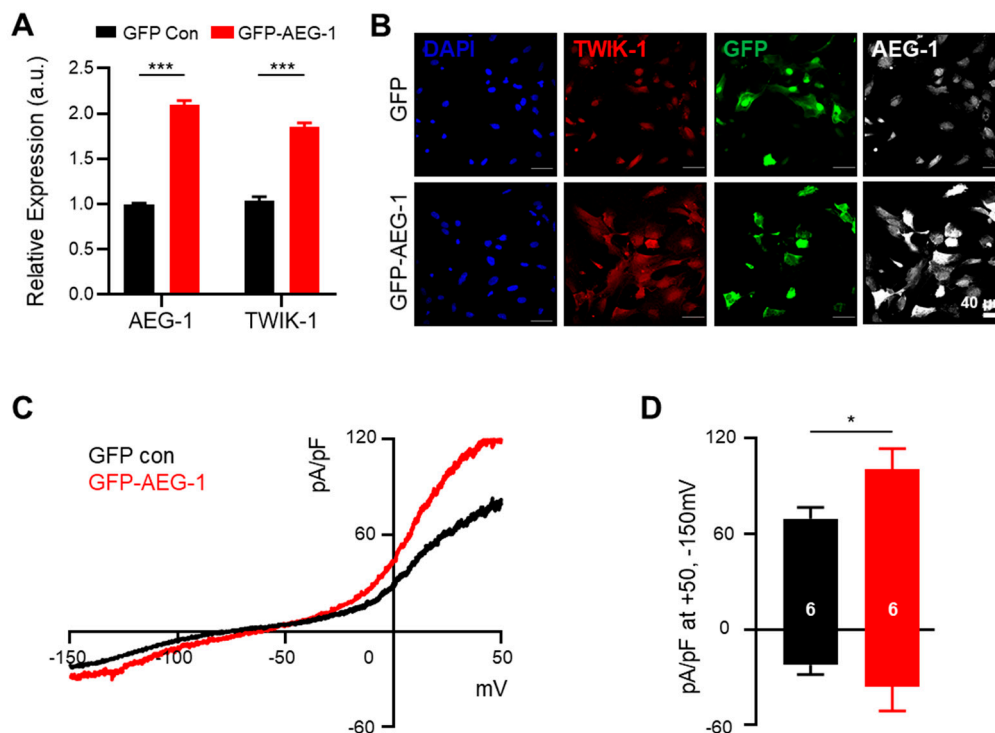 A
GFP Con GFP-AEG-1
Relative Expression (a.u.)
2.5
2.0
1.5
1.0
0.5
0.0
***
***
AEG-1 TWIK-1
B
DAPI TWIK-1 GFP AEG-1
GFP
GFP-AEG-1
40
C
GFP con
GFP-AEG-1
pA/pF
120
60
-60
-150 -100 -50 0 50
mV
D
*
pA/pF at +50, -150mV
120
60
0
-60
6 6